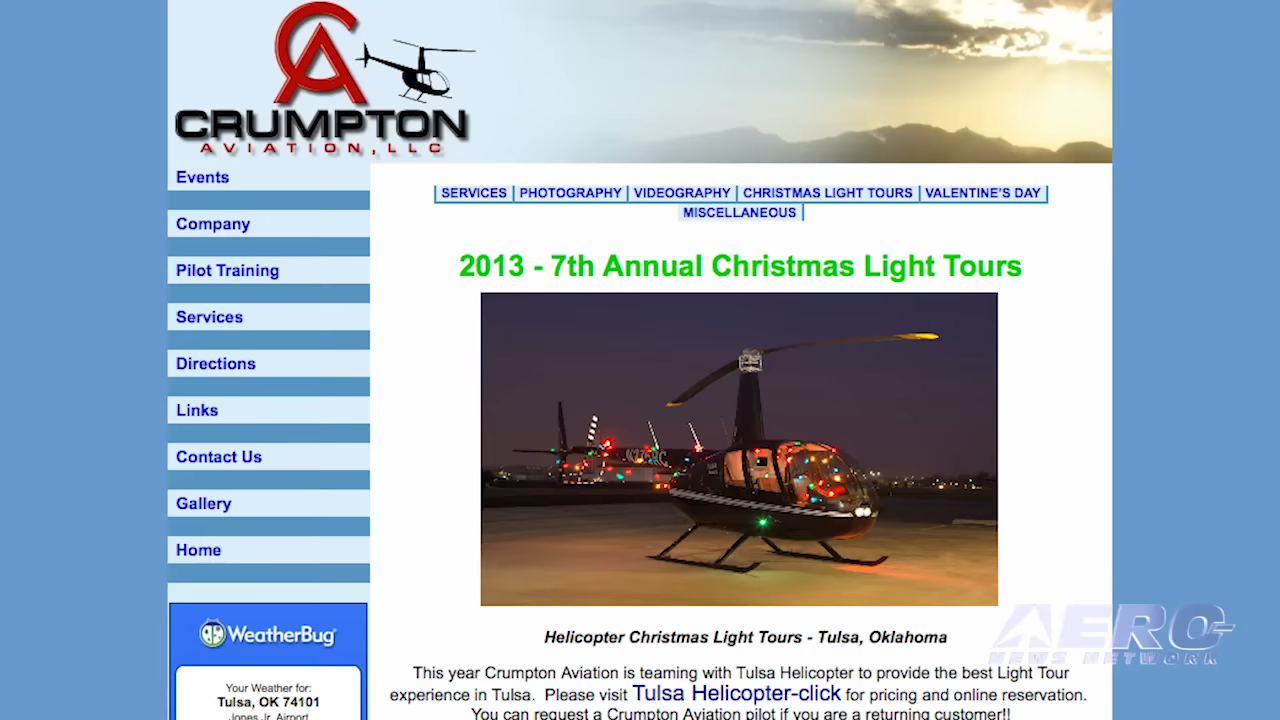 CA
CRUMPTON
AVIATION, LLC
Events
Company
Pilot Training
Services
Directions
Links
Contact Us
Gallery
Home
WeatherBug
Your Weather for:
Tulsa, OK 74101
Jones Jr. Airport
SERVICES PHOTOGRAPHY VIDEOGRAPHY CHRISTMAS LIGHT TOURS VALENTINE'S DAY
MISCELLANEOUS
2013 - 7th Annual Christmas Light Tours
Helicopter Christmas Light Tours - Tulsa, Oklahoma
This year Crumpton Aviation is teaming with Tulsa Helicopter to provide the best Light Tour
experience in Tulsa. Please visit Tulsa Helicopter-click for pricing and online reservation.
You can request a Crumpton Aviation pilot if you are a returning customer!!
AERO
NEWS NETWORK